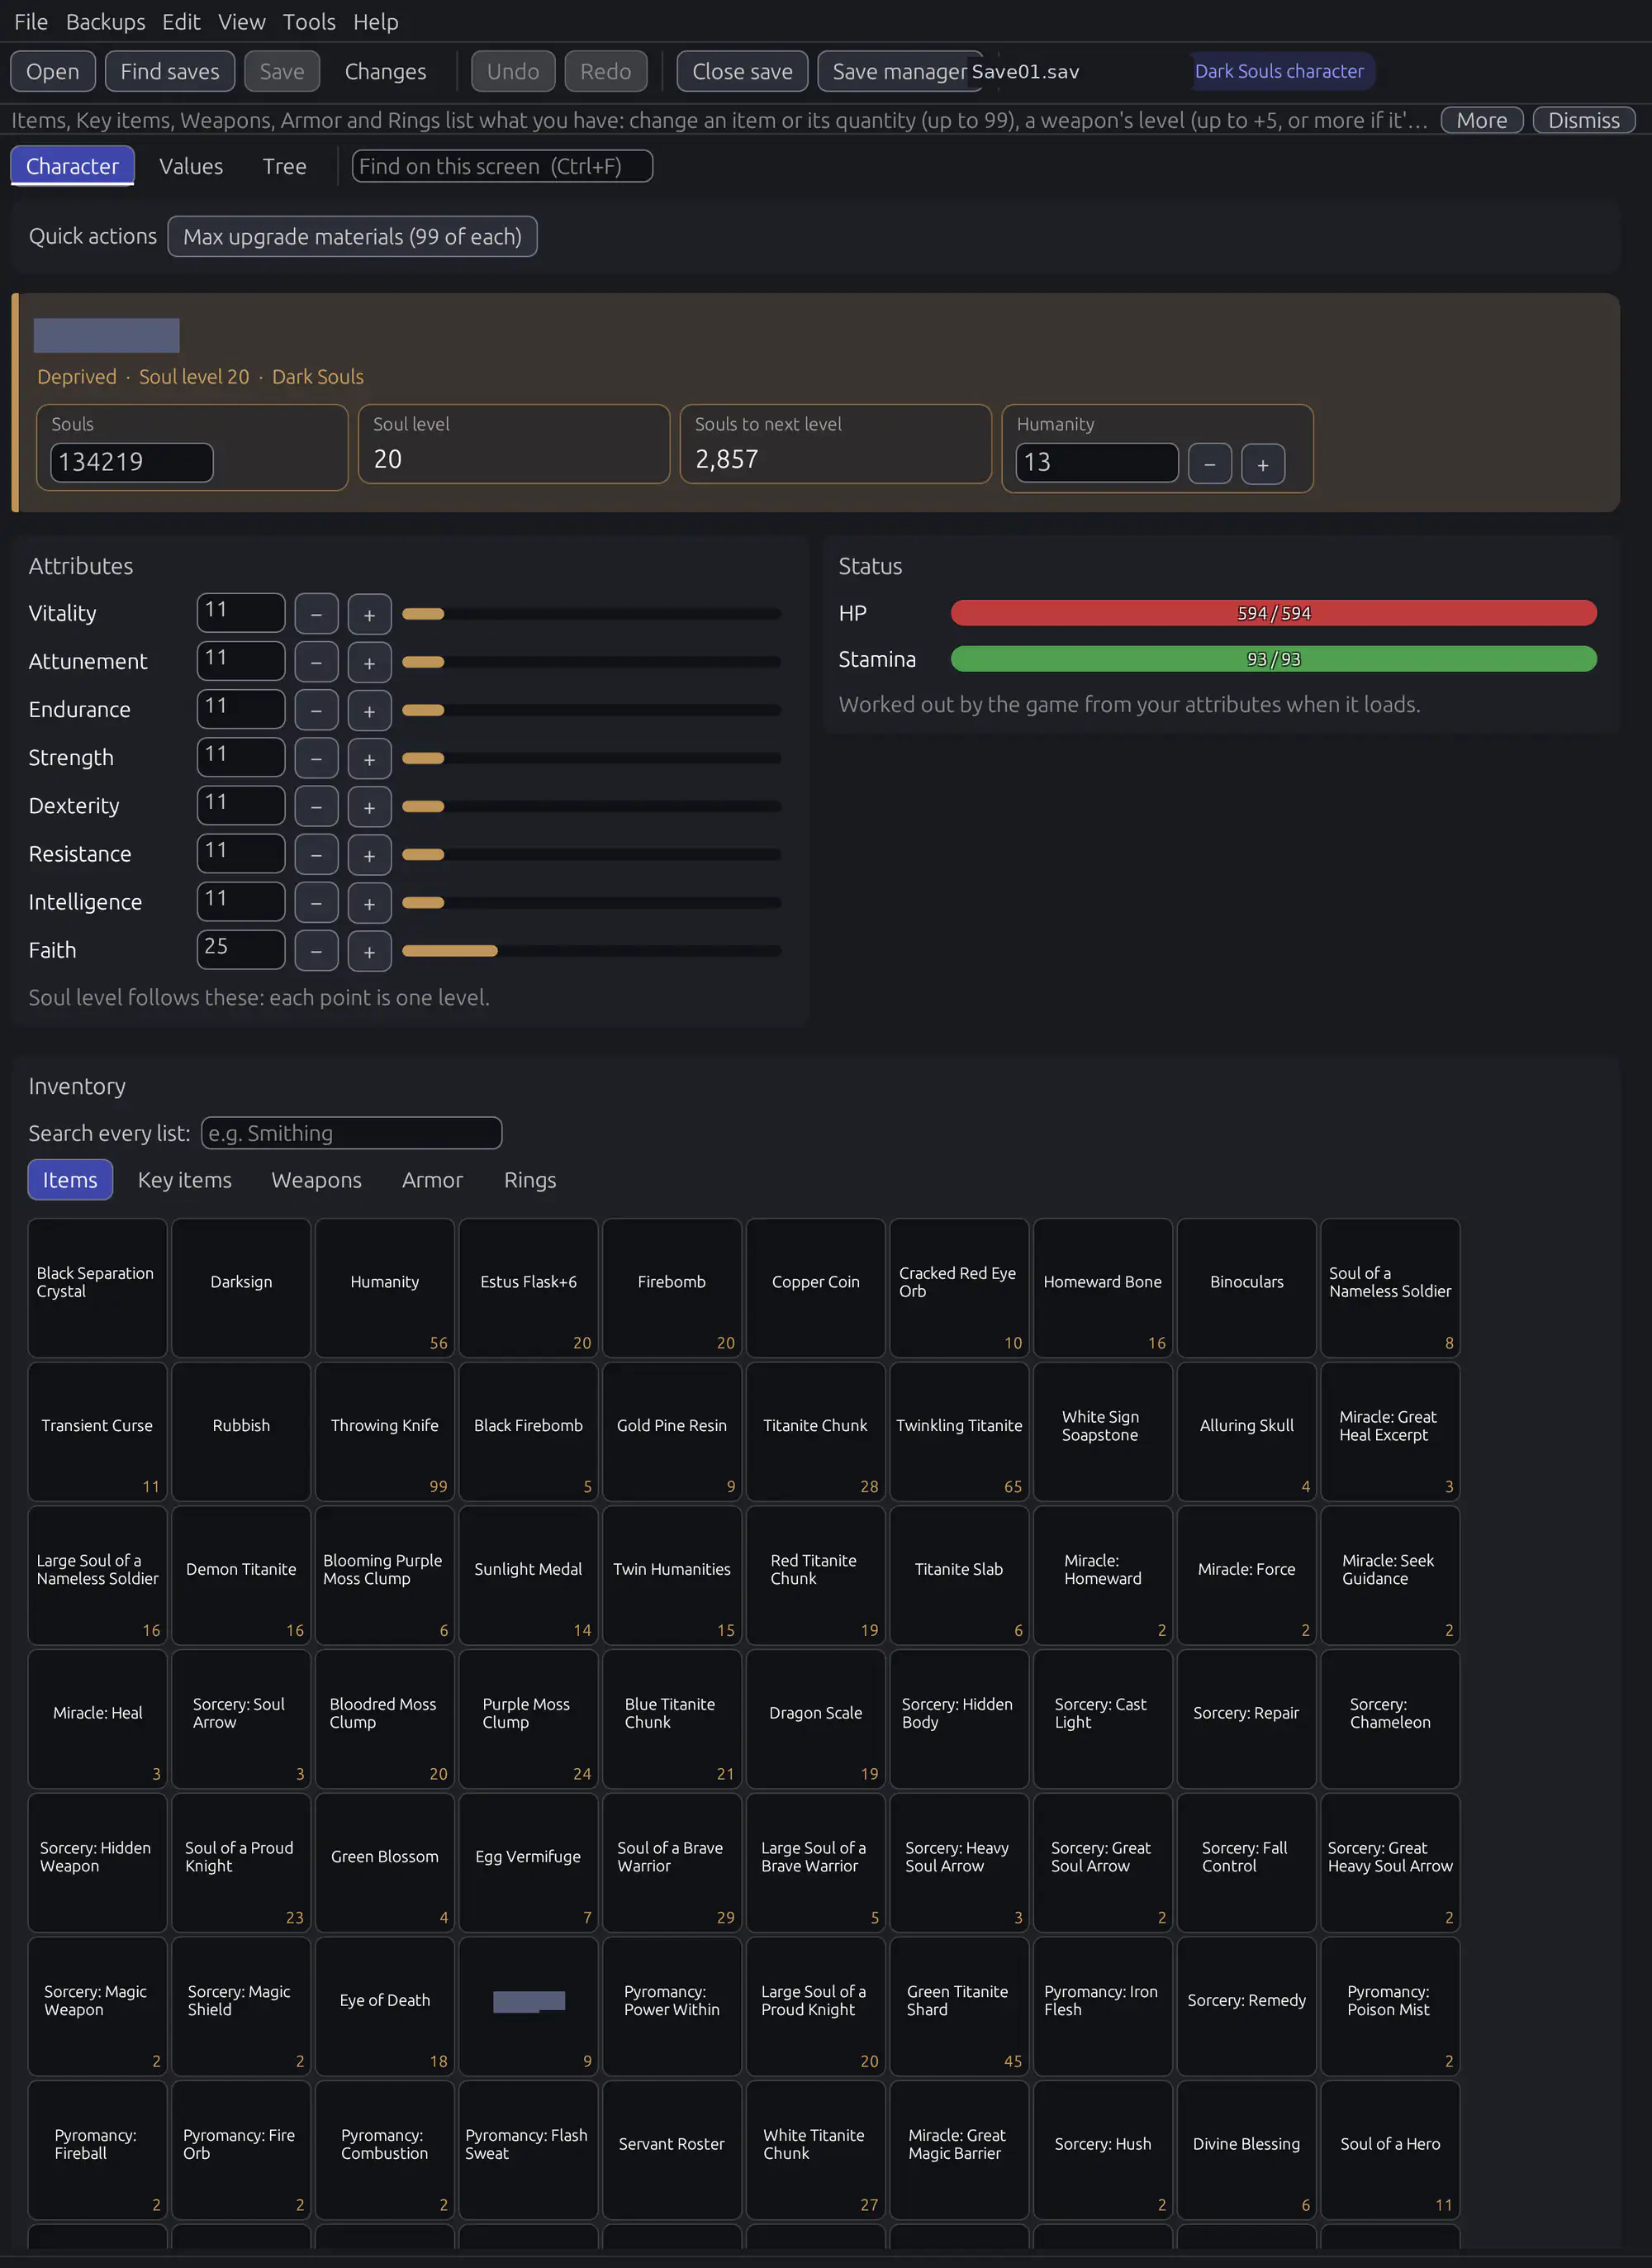 File Backups Edit View Tools Help
Open Find saves Save Changes Undo Redo Close save Save manager Save01.sav Dark Souls character
Items, Key items, Weapons, Armor and Rings list what you have: change an item or its quantity (up to 99), a weapon's level (up to +5, or more if it'… More Dismiss
Character Values Tree Find on this screen (Ctrl+F)
Quick actions Max upgrade materials (99 of each)
Deprived · Soul level 20 · Dark Souls
Souls Soul level Souls to next level Humanity
134219 20 2,857 13 − +
Attributes
Vitality 11 − +
Attunement 11 − +
Endurance 11 − +
Strength 11 − +
Dexterity 11 − +
Resistance 11 − +
Intelligence 11 − +
Faith 25 − +
Soul level follows these: each point is one level.
Status
HP 594 / 594
Stamina 93 / 93
Worked out by the game from your attributes when it loads.
Inventory
Search every list: e.g. Smithing
Items Key items Weapons Armor Rings
Black Separation
Crystal
Darksign
Humanity
56
Estus Flask+6
20
Firebomb
20
Copper Coin
Cracked Red Eye
Orb
10
Homeward Bone
16
Binoculars
Soul of a
Nameless Soldier
8
Transient Curse
11
Rubbish
Throwing Knife
99
Black Firebomb
5
Gold Pine Resin
9
Titanite Chunk
28
Twinkling Titanite
65
White Sign
Soapstone
Alluring Skull
4
Miracle: Great
Heal Excerpt
3
Large Soul of a
Nameless Soldier
16
Demon Titanite
16
Blooming Purple
Moss Clump
6
Sunlight Medal
14
Twin Humanities
15
Red Titanite
Chunk
19
Titanite Slab
6
Miracle:
Homeward
2
Miracle: Force
2
Miracle: Seek
Guidance
2
Miracle: Heal
3
Sorcery: Soul
Arrow
3
Bloodred Moss
Clump
20
Purple Moss
Clump
24
Blue Titanite
Chunk
21
Dragon Scale
19
Sorcery: Hidden
Body
Sorcery: Cast
Light
Sorcery: Repair
Sorcery:
Chameleon
Sorcery: Hidden
Weapon
Soul of a Proud
Knight
23
Green Blossom
4
Egg Vermifuge
7
Soul of a Brave
Warrior
29
Large Soul of a
Brave Warrior
5
Sorcery: Heavy
Soul Arrow
3
Sorcery: Great
Soul Arrow
2
Sorcery: Fall
Control
Sorcery: Great
Heavy Soul Arrow
2
Sorcery: Magic
Weapon
2
Sorcery: Magic
Shield
2
Eye of Death
18
9
Pyromancy:
Power Within
Large Soul of a
Proud Knight
20
Green Titanite
Shard
45
Pyromancy: Iron
Flesh
Sorcery: Remedy
Pyromancy:
Poison Mist
2
Pyromancy:
Fireball
2
Pyromancy: Fire
Orb
2
Pyromancy:
Combustion
2
Pyromancy: Flash
Sweat
Servant Roster
White Titanite
Chunk
27
Miracle: Great
Magic Barrier
Sorcery: Hush
2
Divine Blessing
6
Soul of a Hero
11